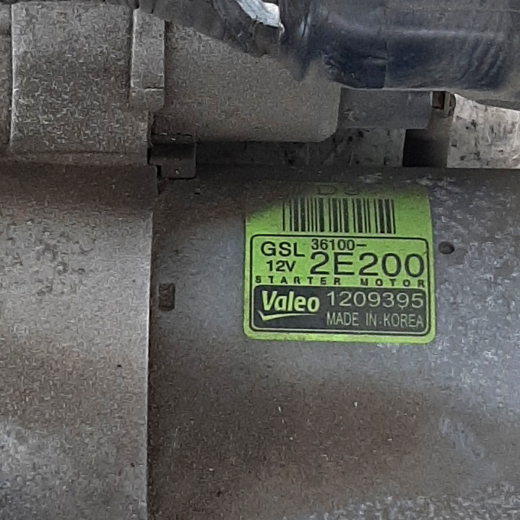 GSL 36100-
12V 2E200
STARTER MOTOR
Valeo 1209395
MADE IN-KOREA